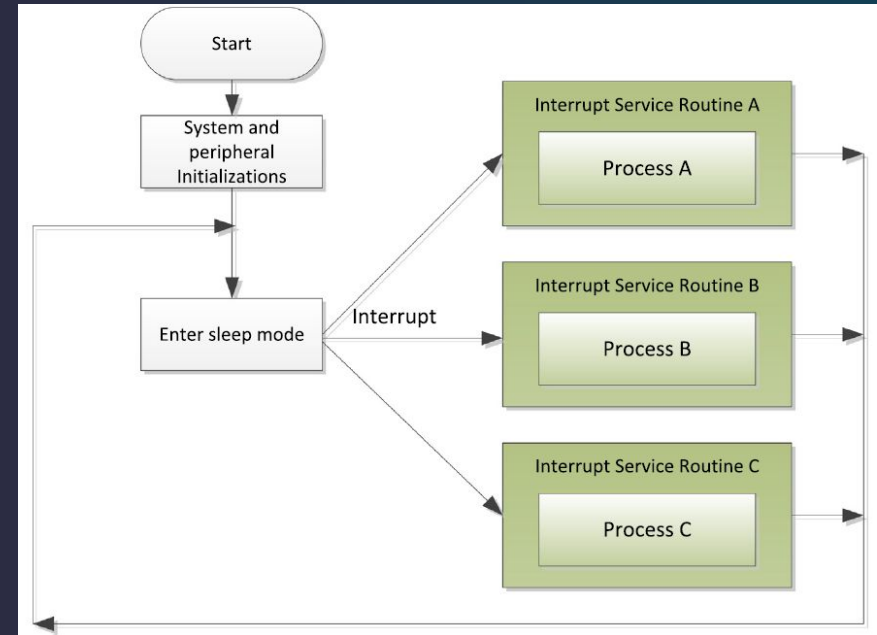 Start
System and
peripheral
Initializations
Enter sleep mode
Interrupt
Interrupt Service Routine A
Process A
Interrupt Service Routine B
Process B
Interrupt Service Routine C
Process C